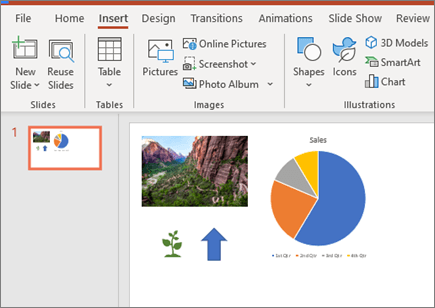 File Home Insert Design Transitions Animations Slide Show Review
New Slide
Reuse Slides
Table
Pictures
Online Pictures
Screenshot
Photo Album
Shapes
Icons
3D Models
SmartArt
Chart
Slides Tables Images Illustrations
1
Sales
1st Qtr 2nd Qtr 3rd Qtr 4th Qtr